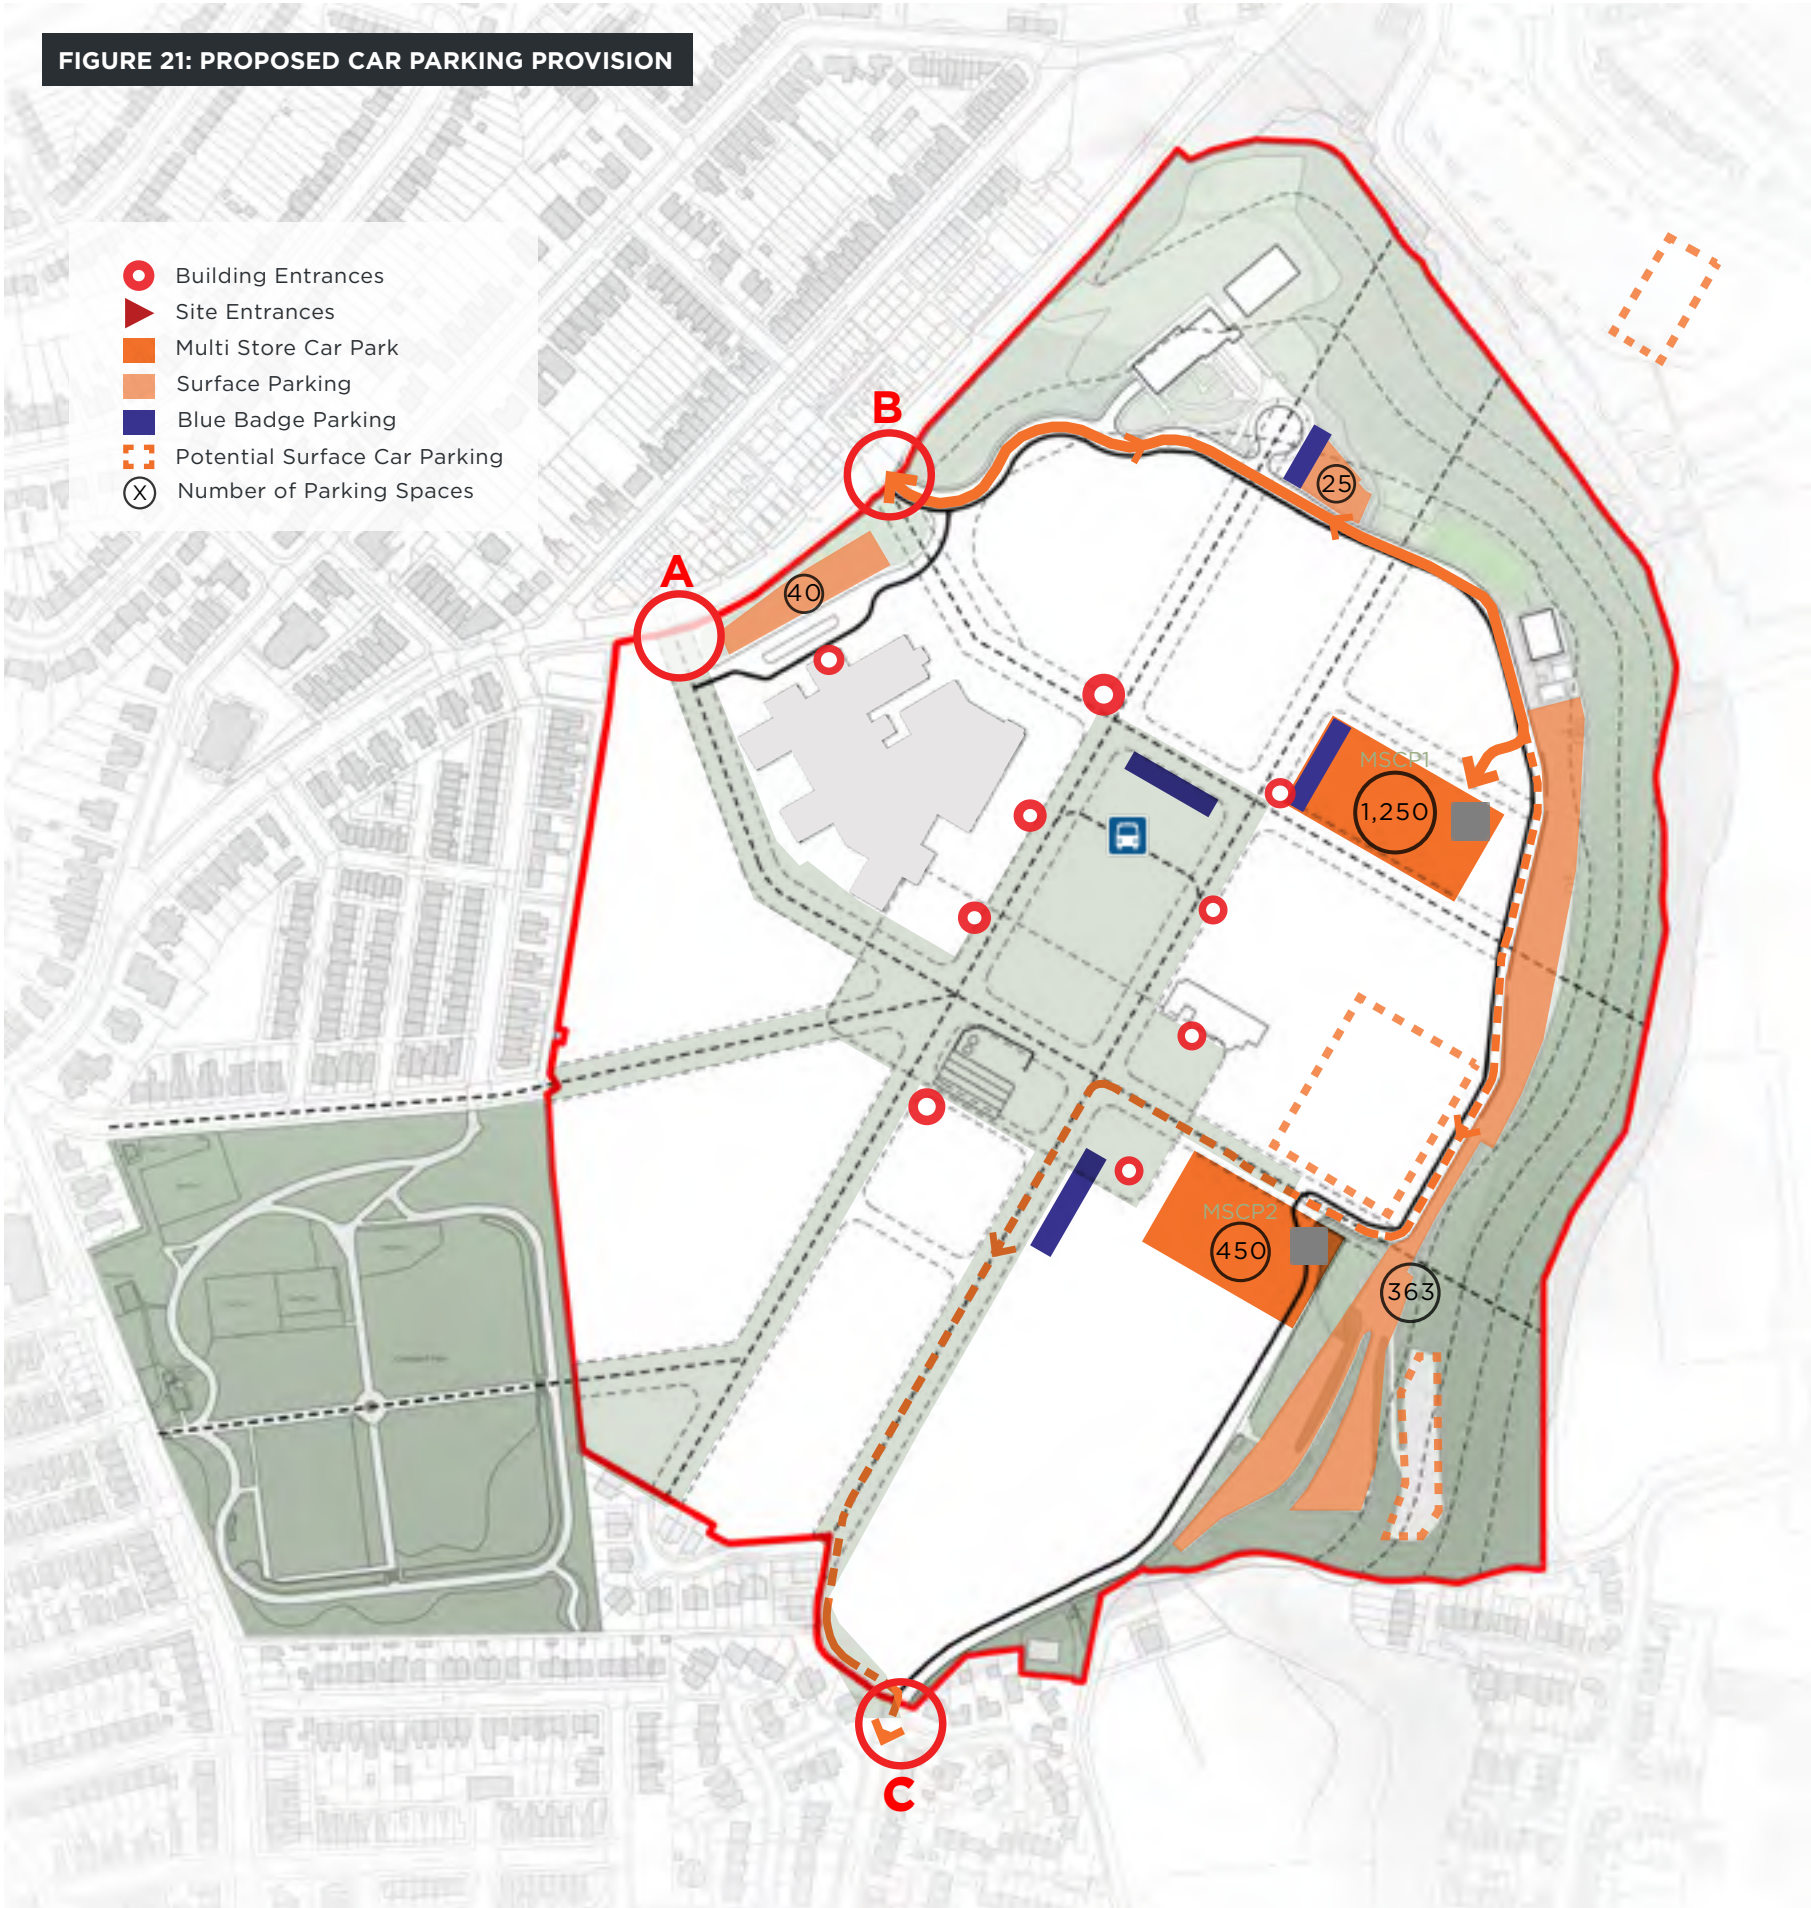 FIGURE 21: PROPOSED CAR PARKING PROVISION
Building Entrances
Site Entrances
Multi Store Car Park
Surface Parking
Blue Badge Parking
Potential Surface Car Parking
X Number of Parking Spaces
B
25
A
40
MSCP1
1,250
MSCP2
450
363
C